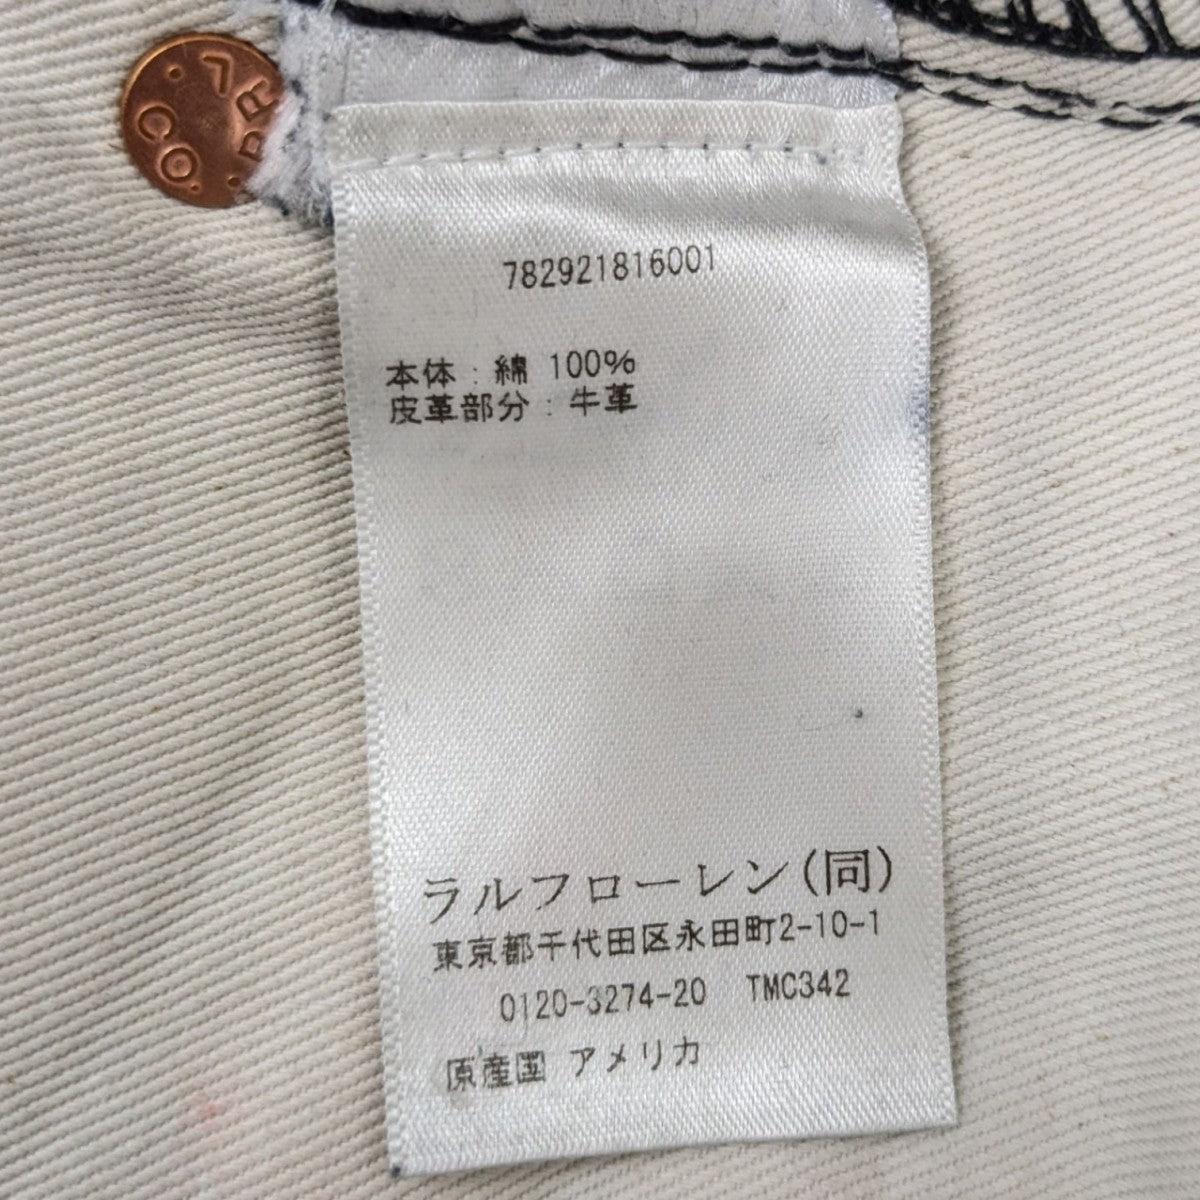 RRL
CO.
782921816001
本体：綿 100%
皮革部分：牛革
ラルフローレン(同)
東京都千代田区永田町2-10-1
0120-3274-20 TMC342
原産国 アメリカ